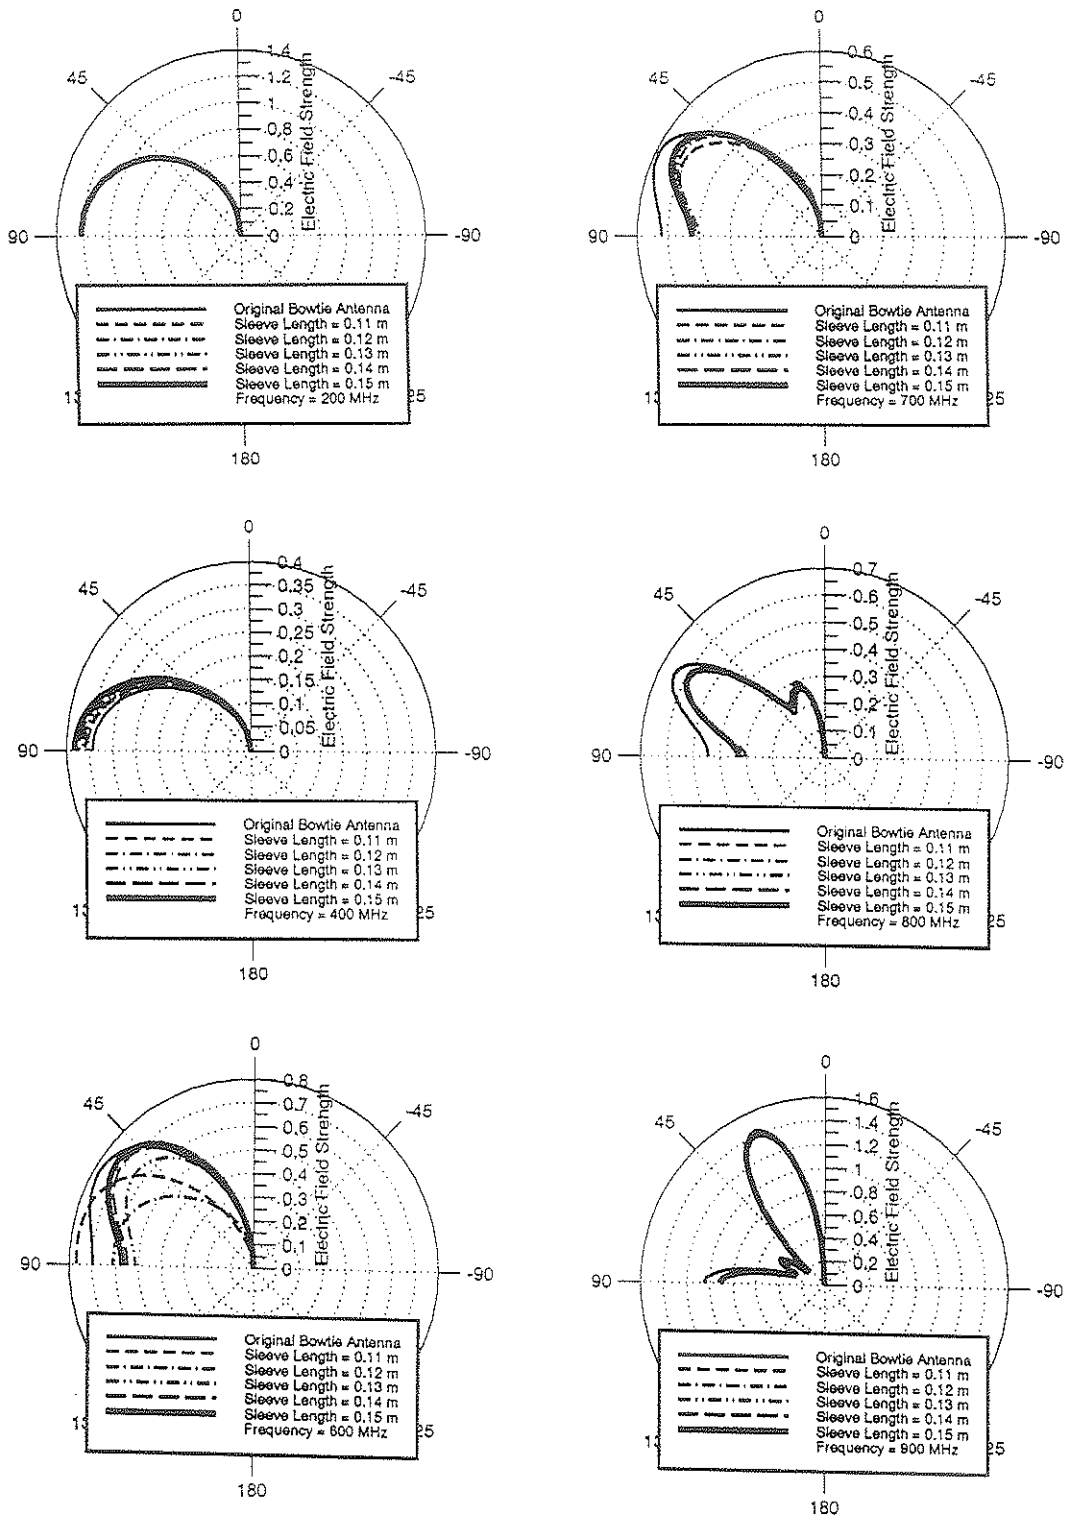 0
45
-45
1.4
1.2
1
0.8
0.6
0.4
0.2
0
Electric Field Strength
90
-90
Original Bowtie Antenna
Sleeve Length = 0.11 m
Sleeve Length = 0.12 m
Sleeve Length = 0.13 m
Sleeve Length = 0.14 m
Sleeve Length = 0.15 m
Frequency = 200 MHz
180
0
45
-45
0.4
0.35
0.3
0.25
0.2
0.15
0.1
0.05
0
Electric Field Strength
90
-90
Original Bowtie Antenna
Sleeve Length = 0.11 m
Sleeve Length = 0.12 m
Sleeve Length = 0.13 m
Sleeve Length = 0.14 m
Sleeve Length = 0.15 m
Frequency = 400 MHz
180
0
45
-45
0.8
0.7
0.6
0.5
0.4
0.3
0.2
0.1
0
Electric Field Strength
90
-90
Original Bowtie Antenna
Sleeve Length = 0.11 m
Sleeve Length = 0.12 m
Sleeve Length = 0.13 m
Sleeve Length = 0.14 m
Sleeve Length = 0.15 m
Frequency = 600 MHz
180
0
45
-45
0.6
0.5
0.4
0.3
0.2
0.1
0
Electric Field Strength
90
-90
Original Bowtie Antenna
Sleeve Length = 0.11 m
Sleeve Length = 0.12 m
Sleeve Length = 0.13 m
Sleeve Length = 0.14 m
Sleeve Length = 0.15 m
Frequency = 700 MHz
180
0
45
-45
0.7
0.6
0.5
0.4
0.3
0.2
0.1
0
Electric Field Strength
90
-90
Original Bowtie Antenna
Sleeve Length = 0.11 m
Sleeve Length = 0.12 m
Sleeve Length = 0.13 m
Sleeve Length = 0.14 m
Sleeve Length = 0.15 m
Frequency = 800 MHz
180
0
45
-45
1.6
1.4
1.2
1
0.8
0.6
0.4
0.2
0
Electric Field Strength
90
-90
Original Bowtie Antenna
Sleeve Length = 0.11 m
Sleeve Length = 0.12 m
Sleeve Length = 0.13 m
Sleeve Length = 0.14 m
Sleeve Length = 0.15 m
Frequency = 900 MHz
180